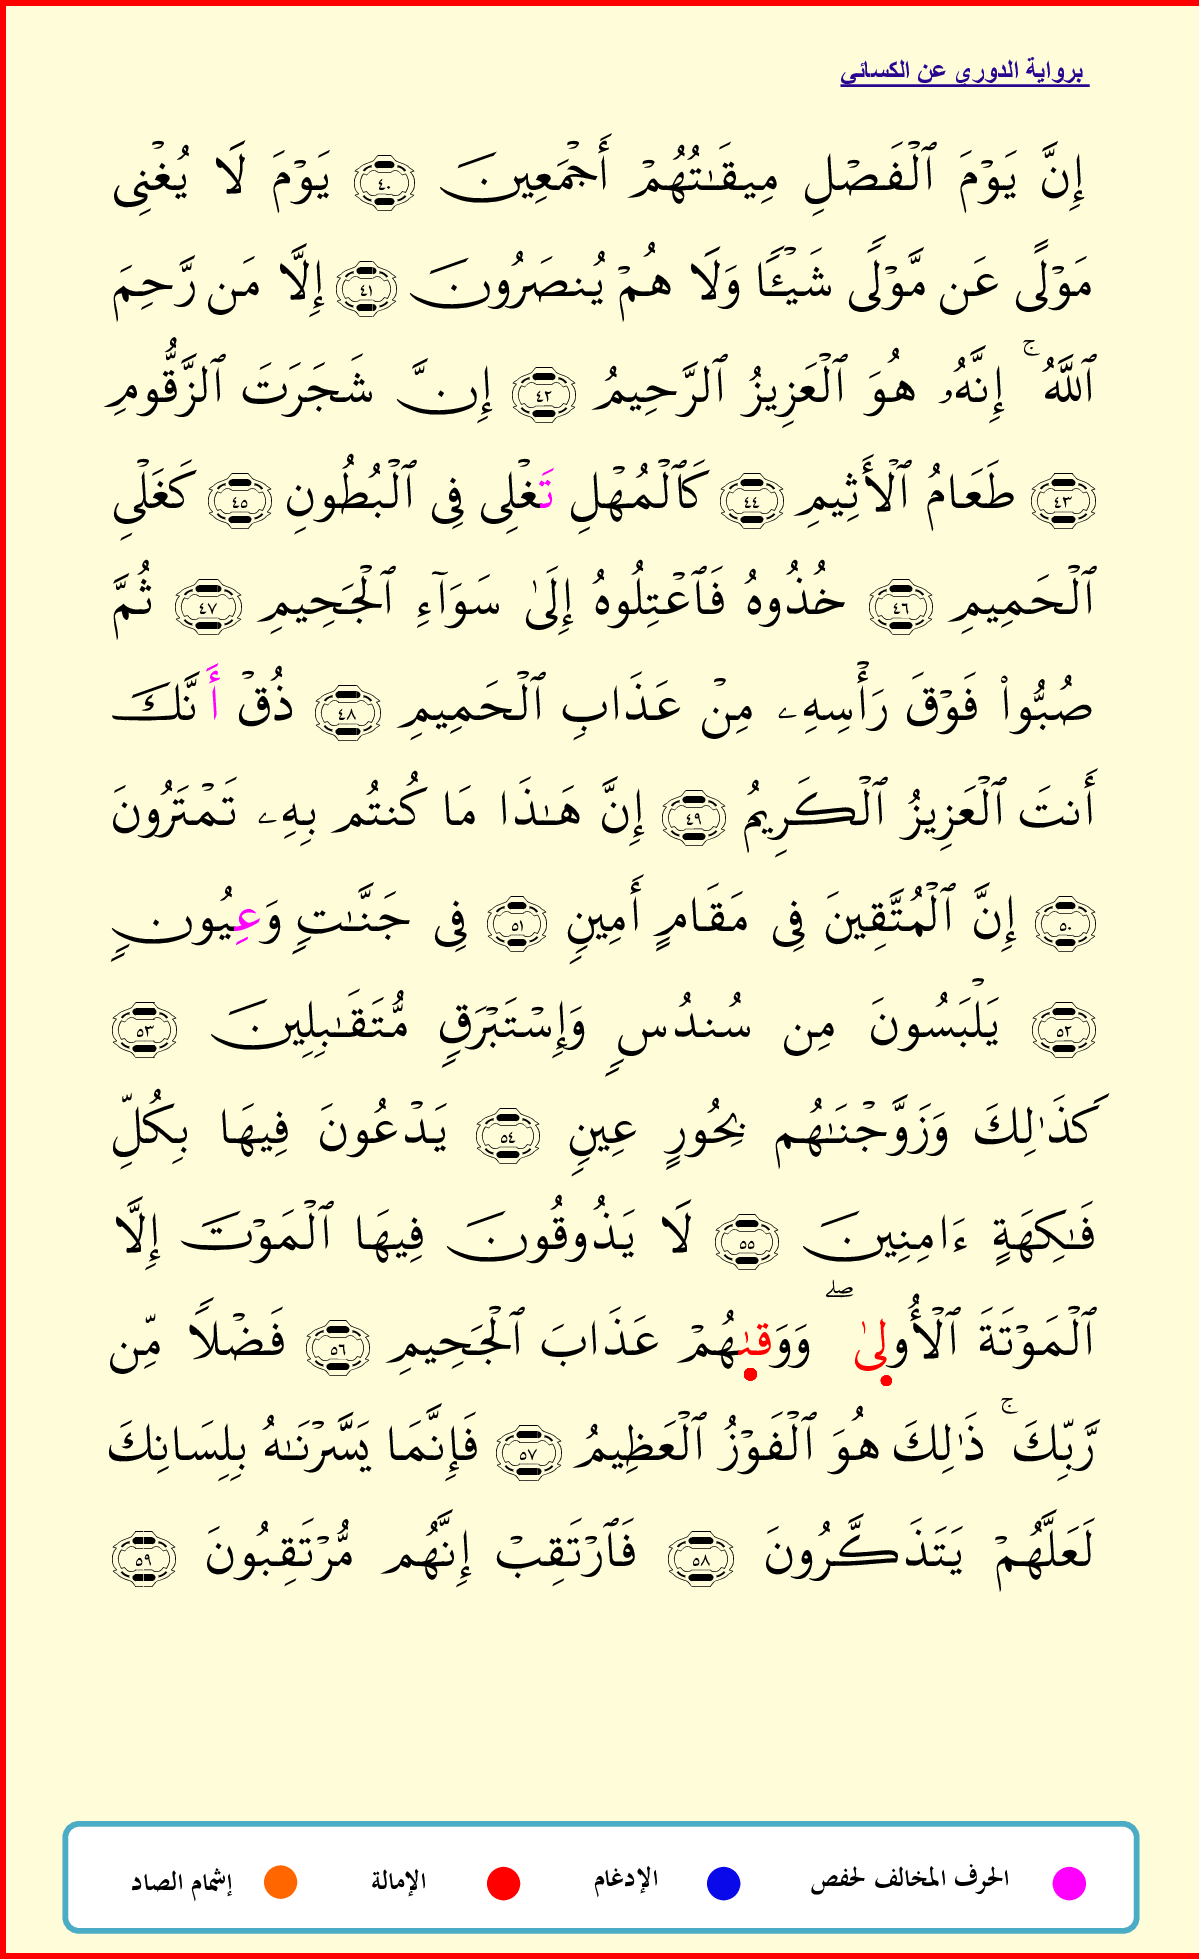 برواية الدوري عن الكسائي
إِنَّ يَوْمَ ٱلْفَصْلِ مِيقَٰتُهُمْ أَجْمَعِينَ ٤٠ يَوْمَ لَا يُغْنِى
مَوْلًى عَن مَّوْلًى شَيْـًٔا وَلَا هُمْ يُنصَرُونَ ٤١ إِلَّا مَن رَّحِمَ
ٱللَّهُ ۚ إِنَّهُۥ هُوَ ٱلْعَزِيزُ ٱلرَّحِيمُ ٤٢ إِنَّ شَجَرَتَ ٱلزَّقُّومِ
٤٣ طَعَامُ ٱلْأَثِيمِ ٤٤ كَٱلْمُهْلِ تَغْلِى فِى ٱلْبُطُونِ ٤٥ كَغَلْىِ
ٱلْحَمِيمِ ٤٦ خُذُوهُ فَٱعْتِلُوهُ إِلَىٰ سَوَآءِ ٱلْجَحِيمِ ٤٧ ثُمَّ
صُبُّوا۟ فَوْقَ رَأْسِهِۦ مِنْ عَذَابِ ٱلْحَمِيمِ ٤٨ ذُقْ أَنَّكَ
أَنتَ ٱلْعَزِيزُ ٱلْكَرِيمُ ٤٩ إِنَّ هَٰذَا مَا كُنتُم بِهِۦ تَمْتَرُونَ
٥٠ إِنَّ ٱلْمُتَّقِينَ فِى مَقَامٍ أَمِينٍ ٥١ فِى جَنَّٰتٍ وَعِيُونٍ
٥٢ يَلْبَسُونَ مِن سُندُسٍ وَإِسْتَبْرَقٍ مُّتَقَٰبِلِينَ ٥٣
كَذَٰلِكَ وَزَوَّجْنَٰهُم بِحُورٍ عِينٍ ٥٤ يَدْعُونَ فِيهَا بِكُلِّ
فَٰكِهَةٍ ءَامِنِينَ ٥٥ لَا يَذُوقُونَ فِيهَا ٱلْمَوْتَ إِلَّا
ٱلْمَوْتَةَ ٱلْأُولىٰ ۖ وَوَقىٰهُمْ عَذَابَ ٱلْجَحِيمِ ٥٦ فَضْلًا مِّن
رَّبِّكَ ۚ ذَٰلِكَ هُوَ ٱلْفَوْزُ ٱلْعَظِيمُ ٥٧ فَإِنَّمَا يَسَّرْنَٰهُ بِلِسَانِكَ
لَعَلَّهُمْ يَتَذَكَّرُونَ ٥٨ فَٱرْتَقِبْ إِنَّهُم مُّرْتَقِبُونَ ٥٩
الحرف المخالف لحفص الإدغام الإمالة إشمام الصاد